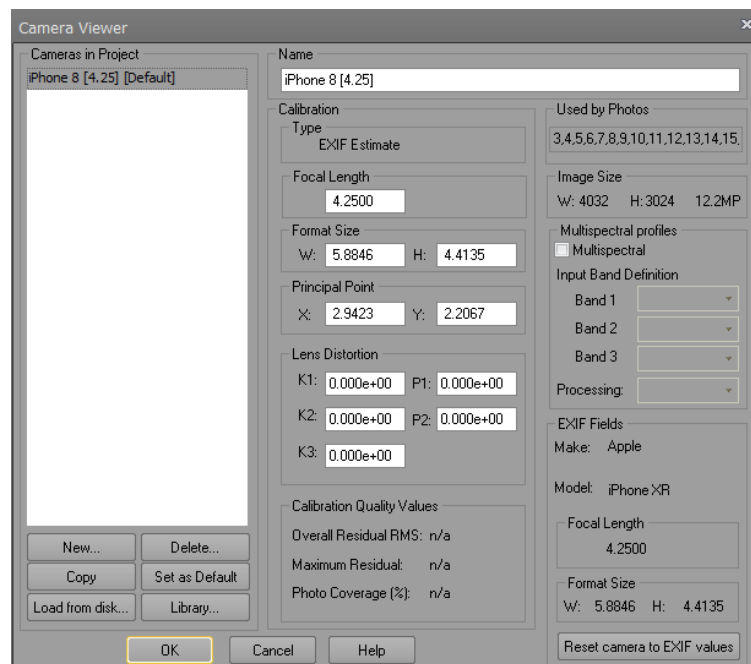 Camera Viewer
x
Cameras in Project
iPhone 8 [4.25] [Default]
New...
Delete...
Copy
Set as Default
Load from disk...
Library...
Name
iPhone 8 [4.25]
Calibration
Type
EXIF Estimate
Focal Length
4.2500
Format Size
W: 5.8846 H: 4.4135
Principal Point
X: 2.9423 Y: 2.2067
Lens Distortion
K1: 0.000e+00 P1: 0.000e+00
K2: 0.000e+00 P2: 0.000e+00
K3: 0.000e+00
Calibration Quality Values
Overall Residual RMS: n/a
Maximum Residual: n/a
Photo Coverage (%): n/a
Used by Photos
3,4,5,6,7,8,9,10,11,12,13,14,15,
Image Size
W: 4032 H: 3024 12.2MP
Multispectral profiles
Multispectral
Input Band Definition
Band 1
Band 2
Band 3
Processing:
EXIF Fields
Make: Apple
Model: iPhone XR
Focal Length
4.2500
Format Size
W: 5.8846 H: 4.4135
Reset camera to EXIF values
OK
Cancel
Help